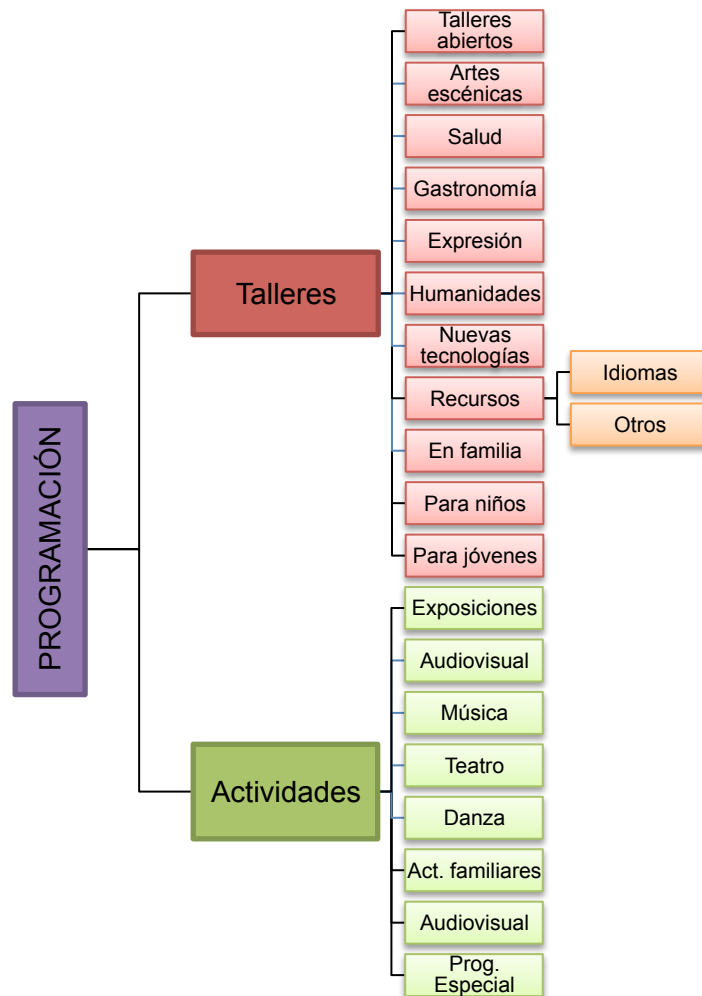 PROGRAMACIÓN
Talleres
Talleres
abiertos
Artes
escénicas
Salud
Gastronomía
Expresión
Humanidades
Nuevas
tecnologías
Recursos
Idiomas
Otros
En familia
Para niños
Para jóvenes
Actividades
Exposiciones
Audiovisual
Música
Teatro
Danza
Act. familiares
Audiovisual
Prog.
Especial